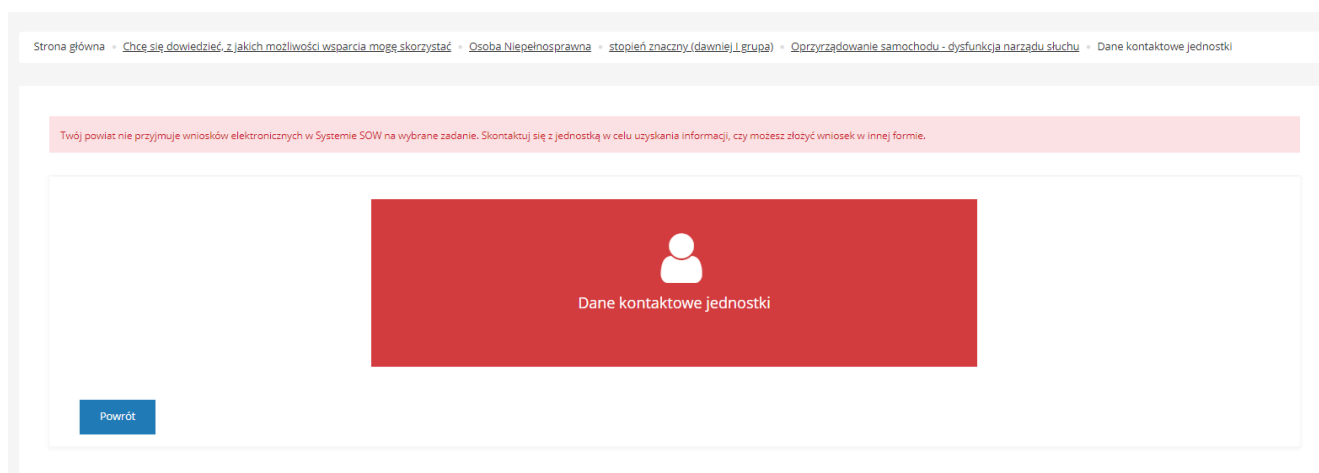 Strona główna Chcę się dowiedzieć, z jakich możliwości wsparcia mogę skorzystać Osoba Niepełnosprawna stopień znaczny (dawniej I grupa) Oprzyrządowanie samochodu - dysfunkcja narządu słuchu Dane kontaktowe jednostki
Twój powiat nie przyjmuje wniosków elektronicznych w Systemie SOW na wybrane zadanie. Skontaktuj się z jednostką w celu uzyskania informacji, czy możesz złożyć wniosek w innej formie.
Dane kontaktowe jednostki
Powrót